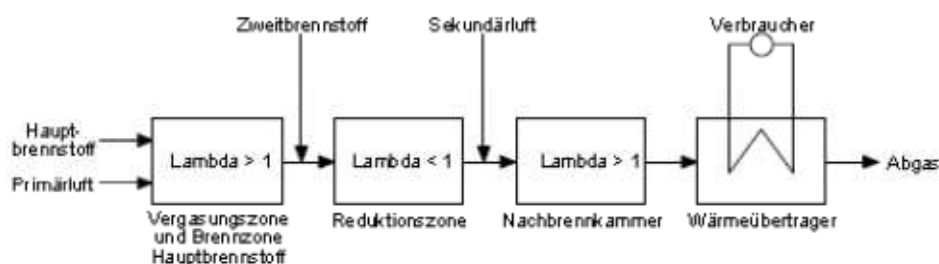 Zweitbrennstoff
Sekundärluft
Verbraucher
Haupt-
brennstoff
Primärluft
Lambda > 1
Lambda < 1
Lambda > 1
Abgas
Vergasungszone
und Brennzone
Hauptbrennstoff
Reduktionszone
Nachbrennkammer
Wärmeübertrager